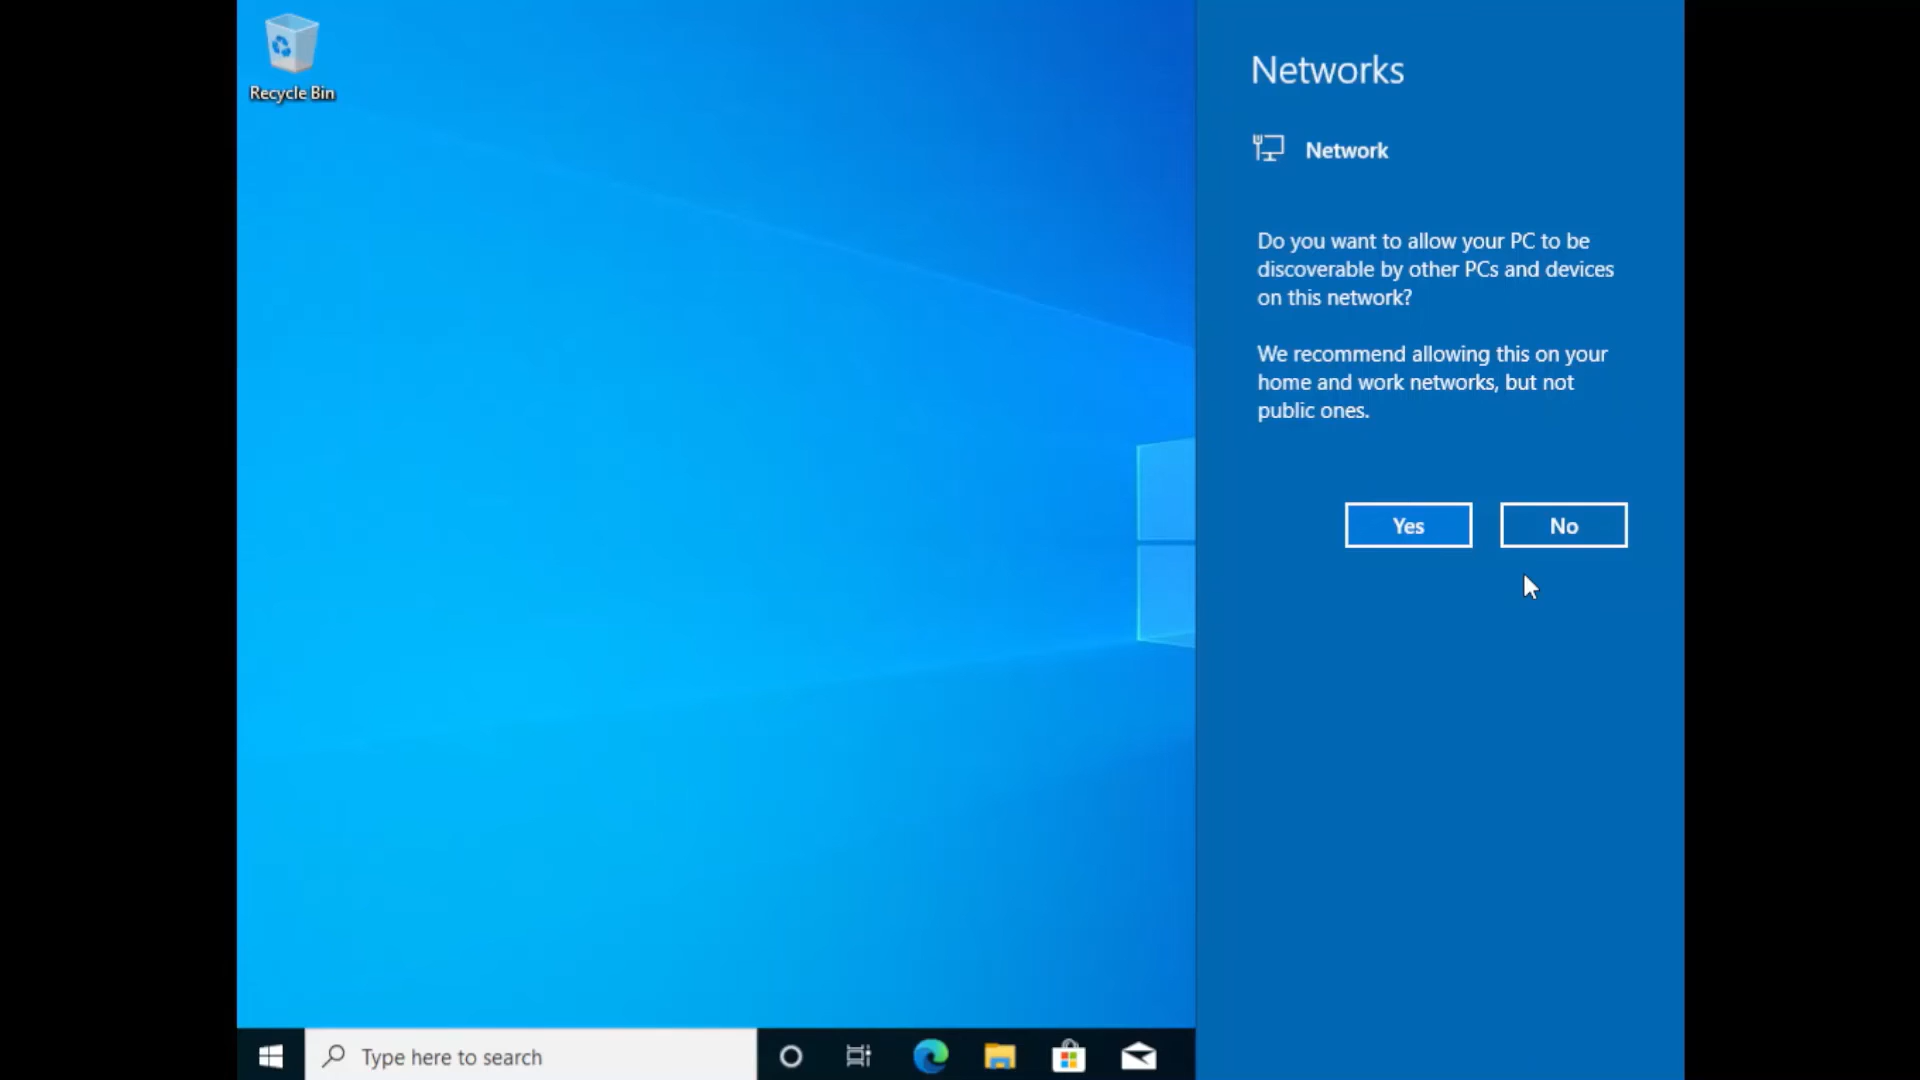 Recycle Bin
Networks
Network
Do you want to allow your PC to be
discoverable by other PCs and devices
on this network?
We recommend allowing this on your
home and work networks, but not
public ones.
Yes
No
Type here to search